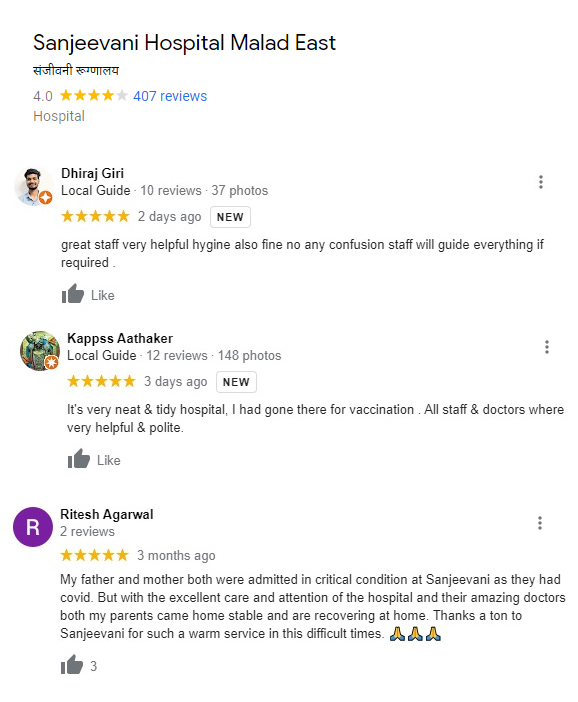 Sanjeevani Hospital Malad East
संजीवनी रूग्णालय
4.0 ★★★★★ 407 reviews
Hospital
Dhiraj Giri
Local Guide · 10 reviews · 37 photos
★★★★★ 2 days ago NEW
great staff very helpful hygine also fine no any confusion staff will guide everything if
required .
Like
Kappss Aathaker
Local Guide · 12 reviews · 148 photos
★★★★★ 3 days ago NEW
It's very neat & tidy hospital, I had gone there for vaccination . All staff & doctors where
very helpful & polite.
Like
R
Ritesh Agarwal
2 reviews
★★★★★ 3 months ago
My father and mother both were admitted in critical condition at Sanjeevani as they had
covid. But with the excellent care and attention of the hospital and their amazing doctors
both my parents came home stable and are recovering at home. Thanks a ton to
Sanjeevani for such a warm service in this difficult times. 🙏🙏🙏
3